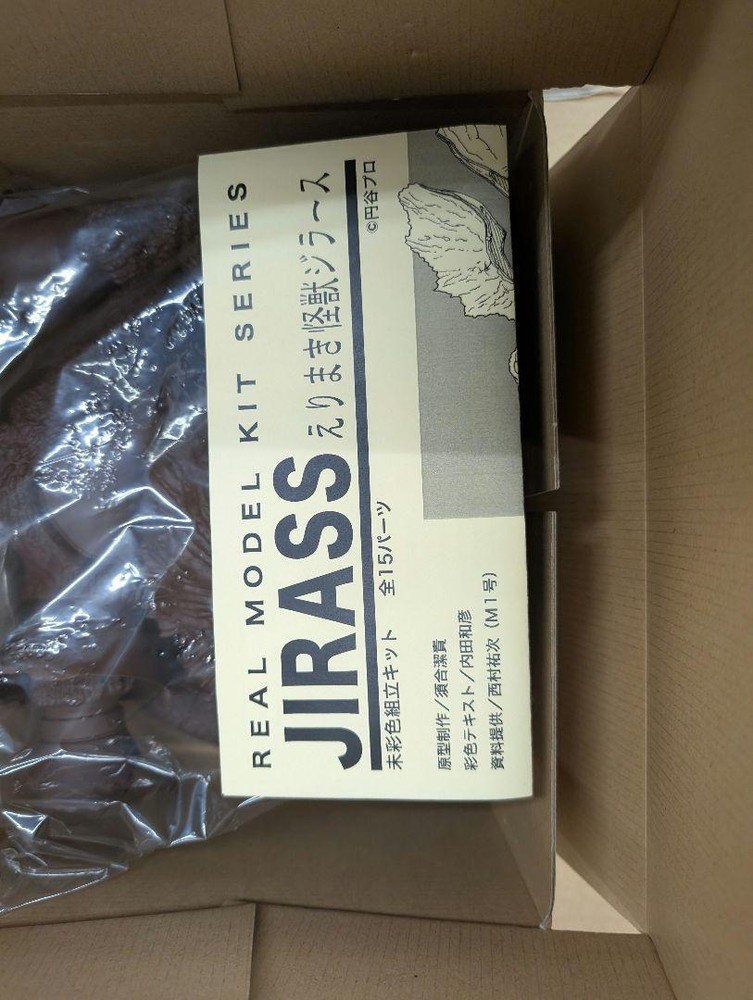 REAL MODEL KIT SERIES
JIRASS えりまき怪獣ジラース
未彩色組立キット 全15パーツ ©円谷プロ
原型制作/須合潔貴
彩色テキスト/内田和彦
資料提供/西村祐次(M1号)